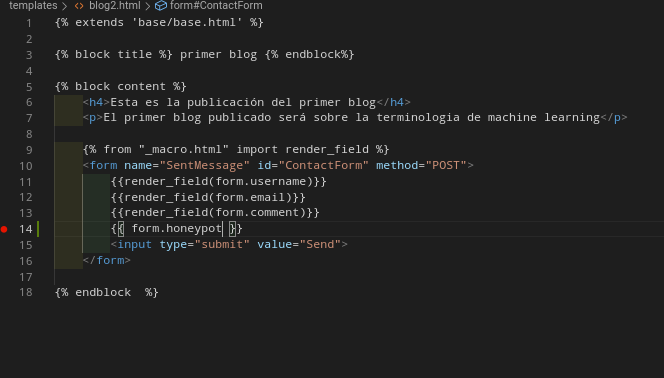 templates > blog2.html > form#ContactForm
1 {% extends 'base/base.html' %}
2
3 {% block title %} primer blog {% endblock%}
4
5 {% block content %}
6 <h4>Esta es la publicación del primer blog</h4>
7 <p>El primer blog publicado será sobre la terminologia de machine learning</p>
8
9 {% from "_macro.html" import render_field %}
10 <form name="SentMessage" id="ContactForm" method="POST">
11 {{render_field(form.username)}}
12 {{render_field(form.email)}}
13 {{render_field(form.comment)}}
14 {{ form.honeypot }}
15 <input type="submit" value="Send">
16 </form>
17
18 {% endblock  %}